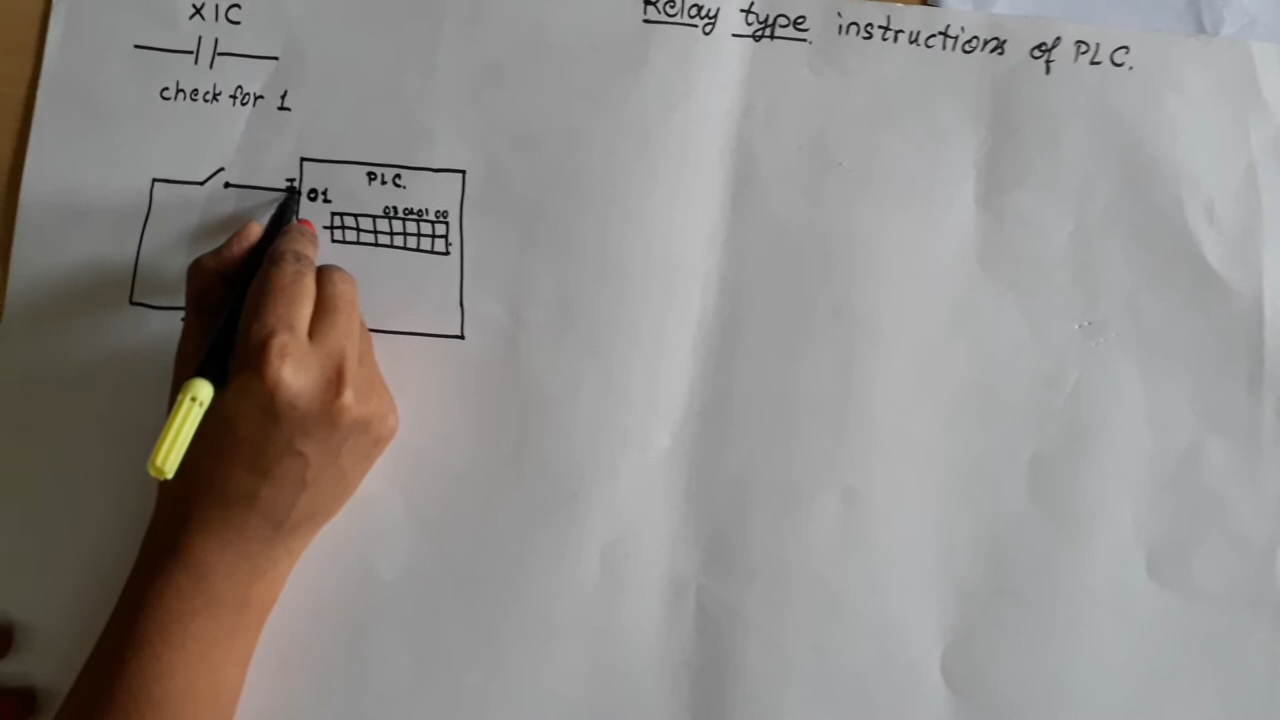 XIC
Relay type instructions of PLC.
check for 1
PLC.
I
01
03 02 01 00